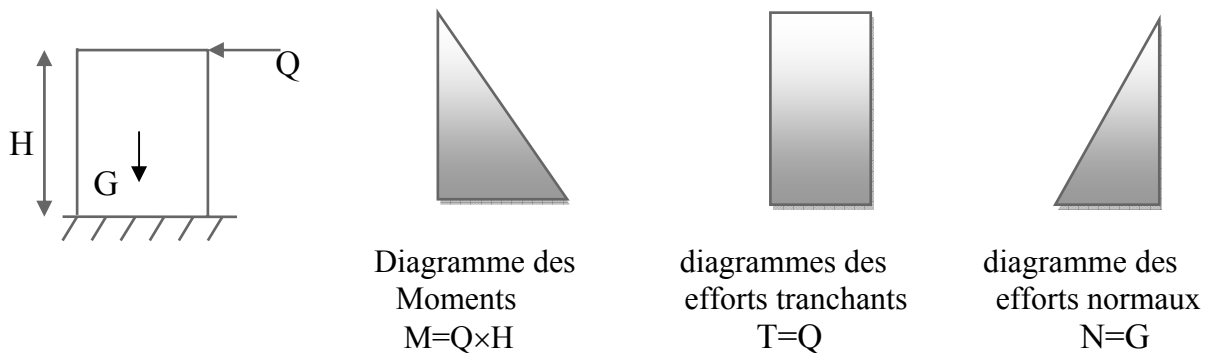 Q
H
G
Diagramme des
Moments
M=Q×H
diagrammes des
efforts tranchants
T=Q
diagramme des
efforts normaux
N=G